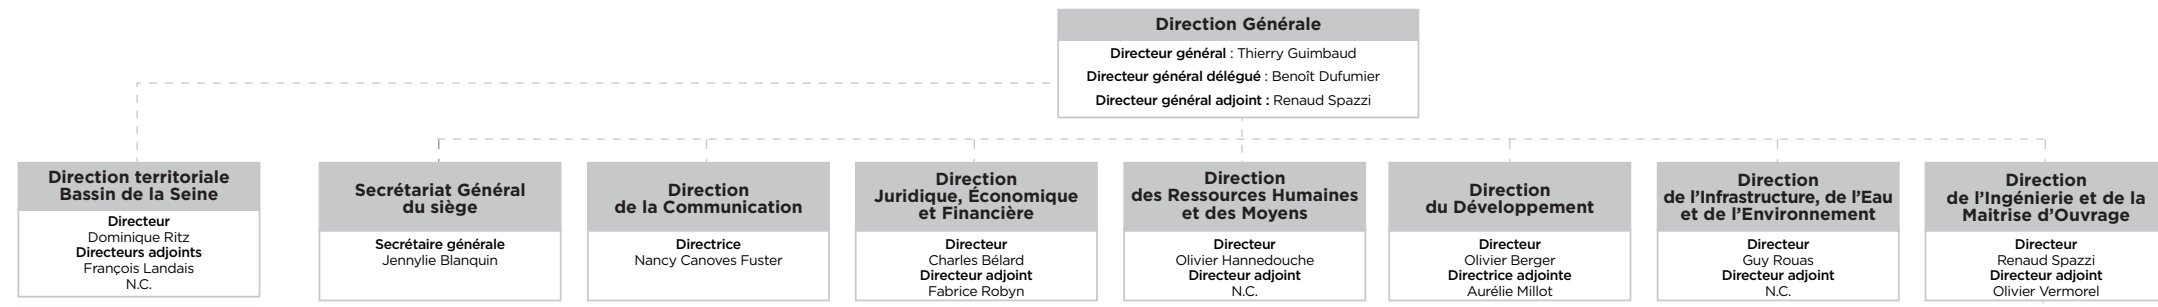 Direction Générale
Directeur général : Thierry Guimbaud
Directeur général délégué : Benoît Dufumier
Directeur général adjoint : Renaud Spazzi
Direction territoriale
Bassin de la Seine
Directeur
Dominique Ritz
Directeurs adjoints
François Landais
N.C.
Secrétariat Général
du siège
Secrétaire générale
Jennylie Blanquin
Direction
de la Communication
Directrice
Nancy Canoves Fuster
Direction
Juridique, Économique
et Financière
Directeur
Charles Bélard
Directeur adjoint
Fabrice Robyn
Direction
des Ressources Humaines
et des Moyens
Directeur
Olivier Hannedouche
Directeur adjoint
N.C.
Direction
du Développement
Directeur
Olivier Berger
Directrice adjointe
Aurélie Millot
Direction
de l'Infrastructure, de l'Eau
et de l'Environnement
Directeur
Guy Rouas
Directeur adjoint
N.C.
Direction
de l'Ingénierie et de la
Maitrise d'Ouvrage
Directeur
Renaud Spazzi
Directeur adjoint
Olivier Vermorel